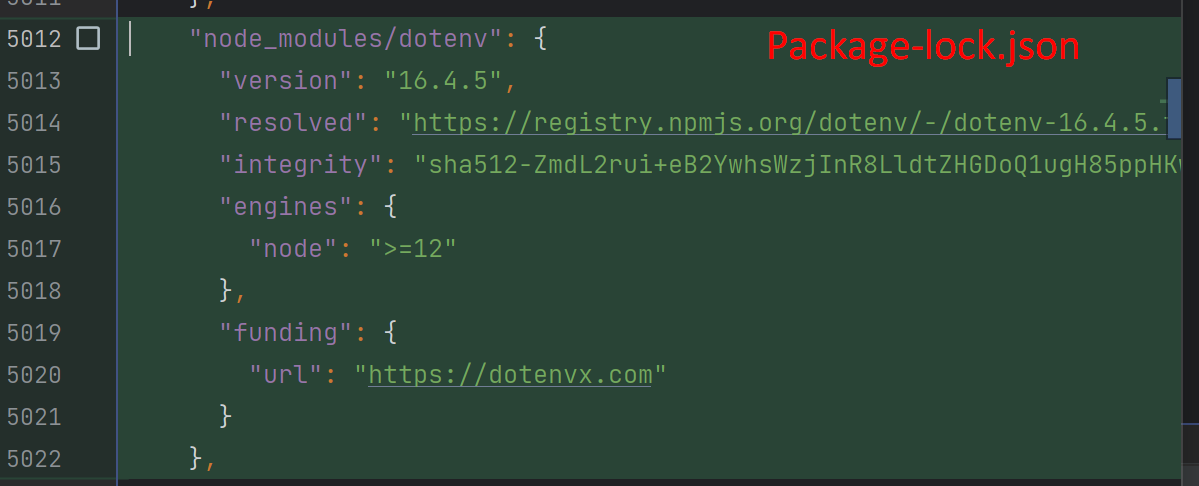 },
5012 "node_modules/dotenv": {
Package-lock.json
5013 "version": "16.4.5",
5014 "resolved": "https://registry.npmjs.org/dotenv/-/dotenv-16.4.5.
5015 "integrity": "sha512-ZmdL2rui+eB2YwhsWzjInR8LldtZHGDoQ1ugH85ppHK
5016 "engines": {
5017 "node": ">=12"
5018 },
5019 "funding": {
5020 "url": "https://dotenvx.com"
5021 }
5022 },